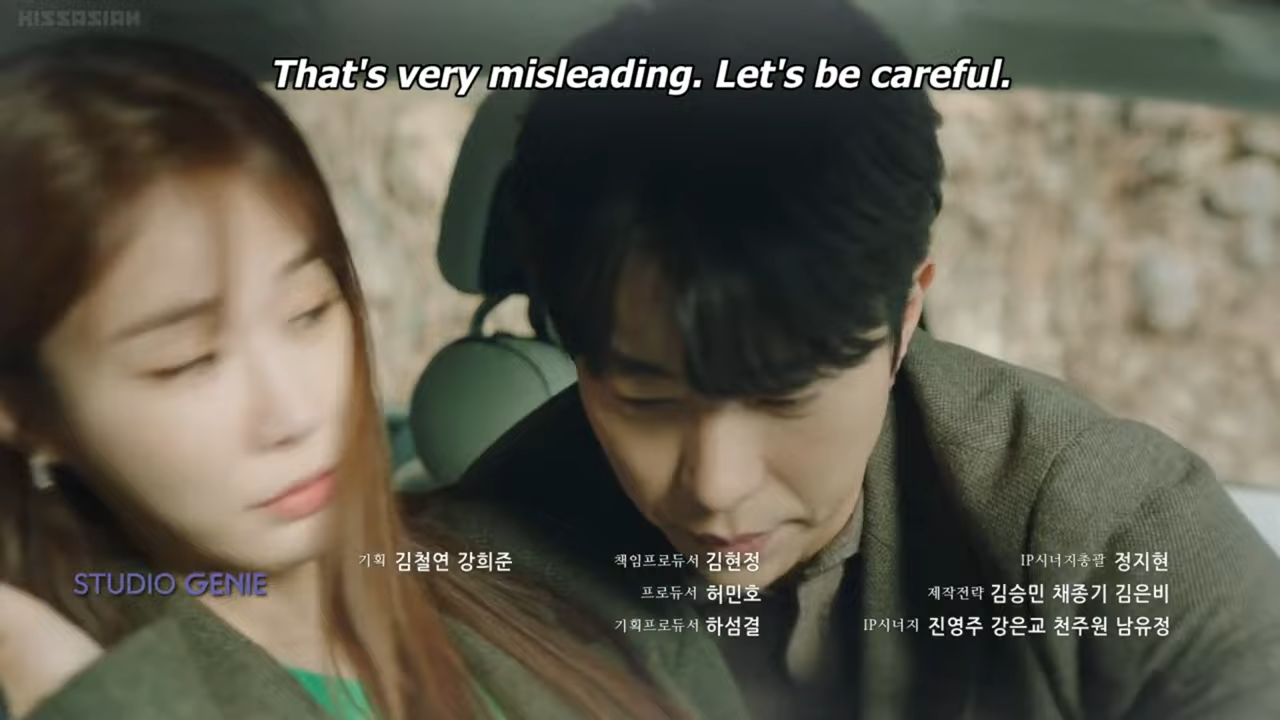 KISSASIAN
That's very misleading. Let's be careful.
기획 김철연 강희준
책임프로듀서 김현정
IP시너지총괄 정지현
STUDIO GENIE
프로듀서 허민호
제작전략 김승민 채종기 김은비
기획프로듀서 하섬결
IP시너지 진영주 강은교 천주원 남유정